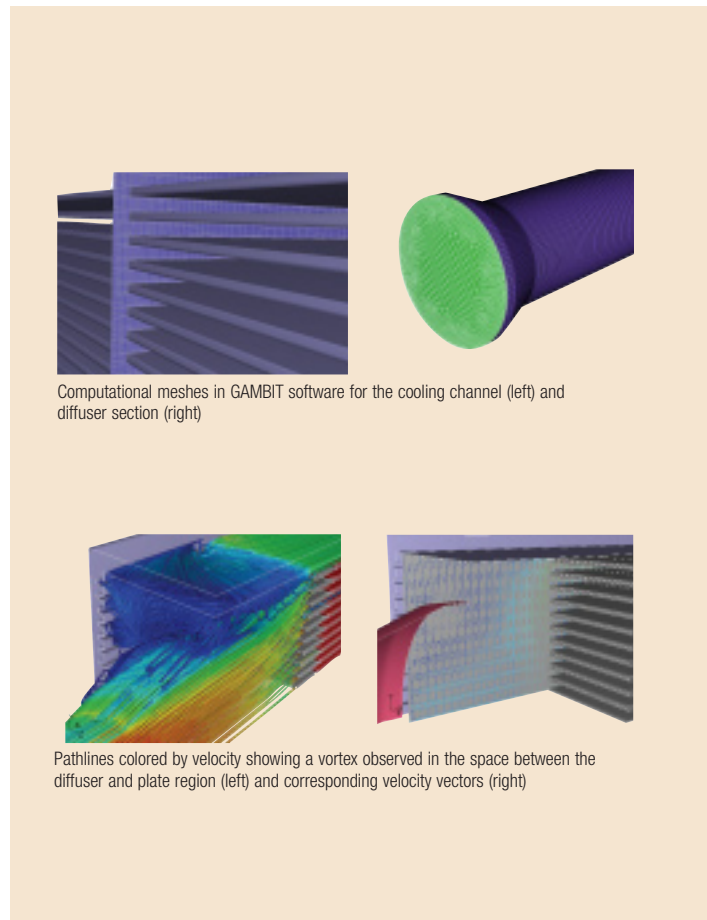 Computational meshes in GAMBIT software for the cooling channel (left) and
diffuser section (right)
Pathlines colored by velocity showing a vortex observed in the space between the
diffuser and plate region (left) and corresponding velocity vectors (right)